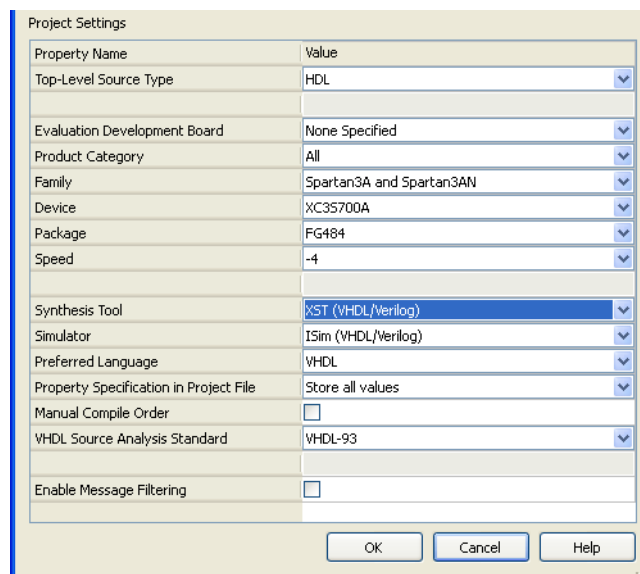 Project Settings
Property Name Value
Top-Level Source Type HDL
Evaluation Development Board None Specified
Product Category All
Family Spartan3A and Spartan3AN
Device XC3S700A
Package FG484
Speed -4
Synthesis Tool XST (VHDL/Verilog)
Simulator ISim (VHDL/Verilog)
Preferred Language VHDL
Property Specification in Project File Store all values
Manual Compile Order
VHDL Source Analysis Standard VHDL-93
Enable Message Filtering
OK Cancel Help